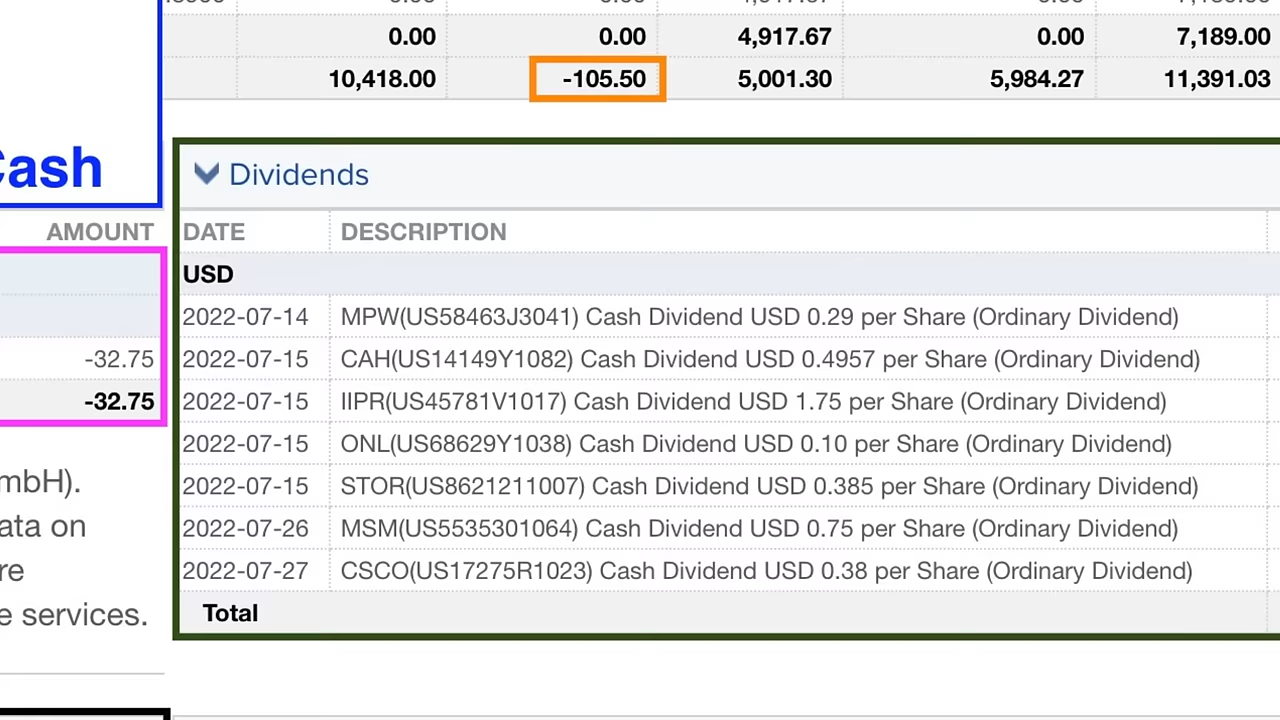 0.00 0.00 4,917.67 0.00 7,189.00
10,418.00 -105.50 5,001.30 5,984.27 11,391.03
Cash
AMOUNT
-32.75
-32.75
mbH).
ata on
re
e services.
Dividends
DATE DESCRIPTION
USD
2022-07-14 MPW(US58463J3041) Cash Dividend USD 0.29 per Share (Ordinary Dividend)
2022-07-15 CAH(US14149Y1082) Cash Dividend USD 0.4957 per Share (Ordinary Dividend)
2022-07-15 IIPR(US45781V1017) Cash Dividend USD 1.75 per Share (Ordinary Dividend)
2022-07-15 ONL(US68629Y1038) Cash Dividend USD 0.10 per Share (Ordinary Dividend)
2022-07-15 STOR(US8621211007) Cash Dividend USD 0.385 per Share (Ordinary Dividend)
2022-07-26 MSM(US5535301064) Cash Dividend USD 0.75 per Share (Ordinary Dividend)
2022-07-27 CSCO(US17275R1023) Cash Dividend USD 0.38 per Share (Ordinary Dividend)
Total